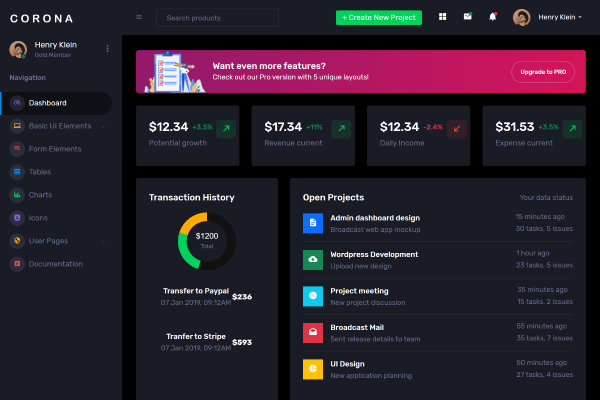 CORONA
Search products
+ Create New Project
Henry Klein
Henry Klein
Gold Member
Navigation
Dashboard
Basic UI Elements
Form Elements
Tables
Charts
Icons
User Pages
Documentation
Want even more features?
Check out our Pro version with 5 unique layouts!
Upgrade to PRO
$12.34 +3.5%
Potential growth
$17.34 +11%
Revenue current
$12.34 -2.4%
Daily Income
$31.53 +3.5%
Expense current
Transaction History
$1200
Total
Transfer to Paypal
07 Jan 2019, 09:12AM
$236
Tranfer to Stripe
07 Jan 2019, 09:12AM
$593
Open Projects
Your data status
Admin dashboard design
Broadcast web app mockup
15 minutes ago
30 tasks, 5 issues
Wordpress Development
Upload new design
1 hour ago
23 tasks, 5 issues
Project meeting
New project discussion
35 minutes ago
15 tasks, 2 issues
Broadcast Mail
Sent release details to team
55 minutes ago
35 tasks, 7 issues
UI Design
New application planning
50 minutes ago
27 tasks, 4 issues